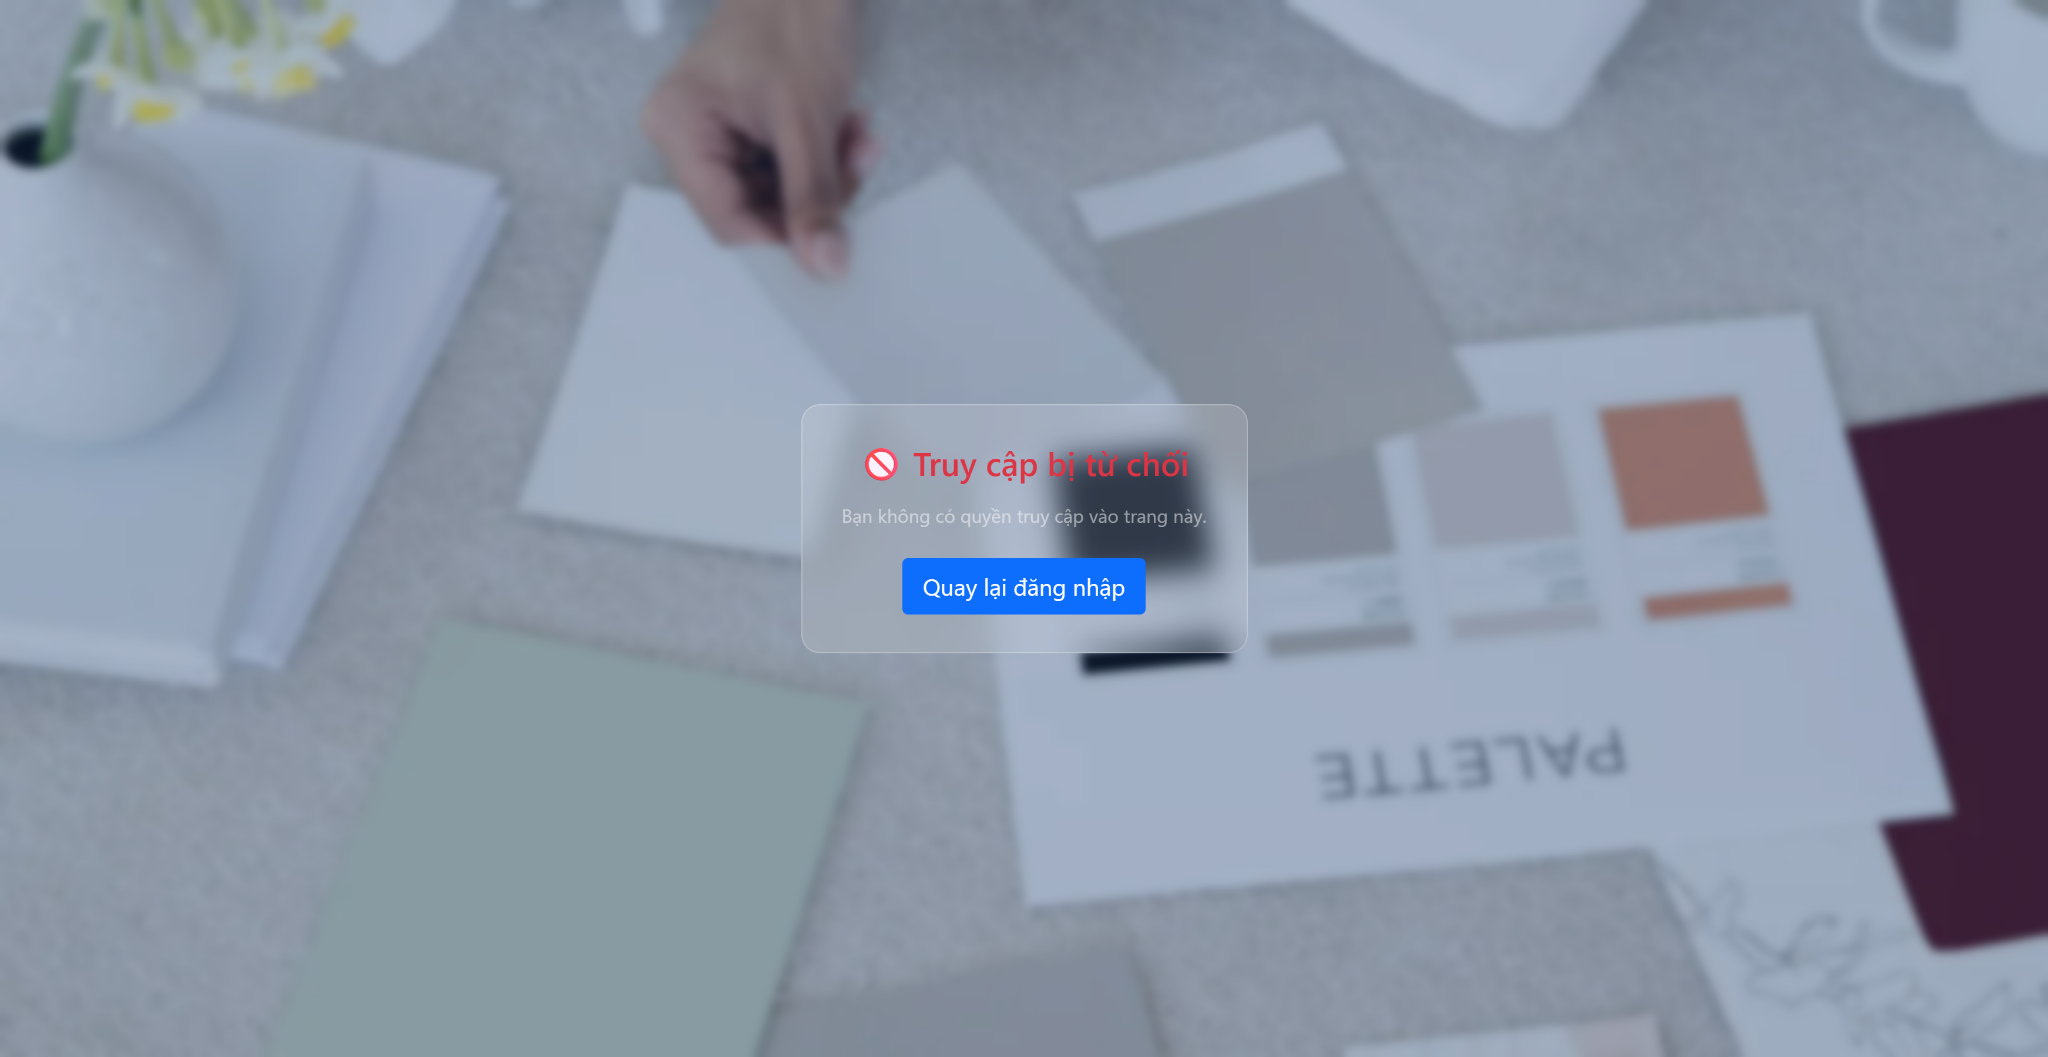 Truy cập bị từ chối
Bạn không có quyền truy cập vào trang này.
Quay lại đăng nhập
PALETTE